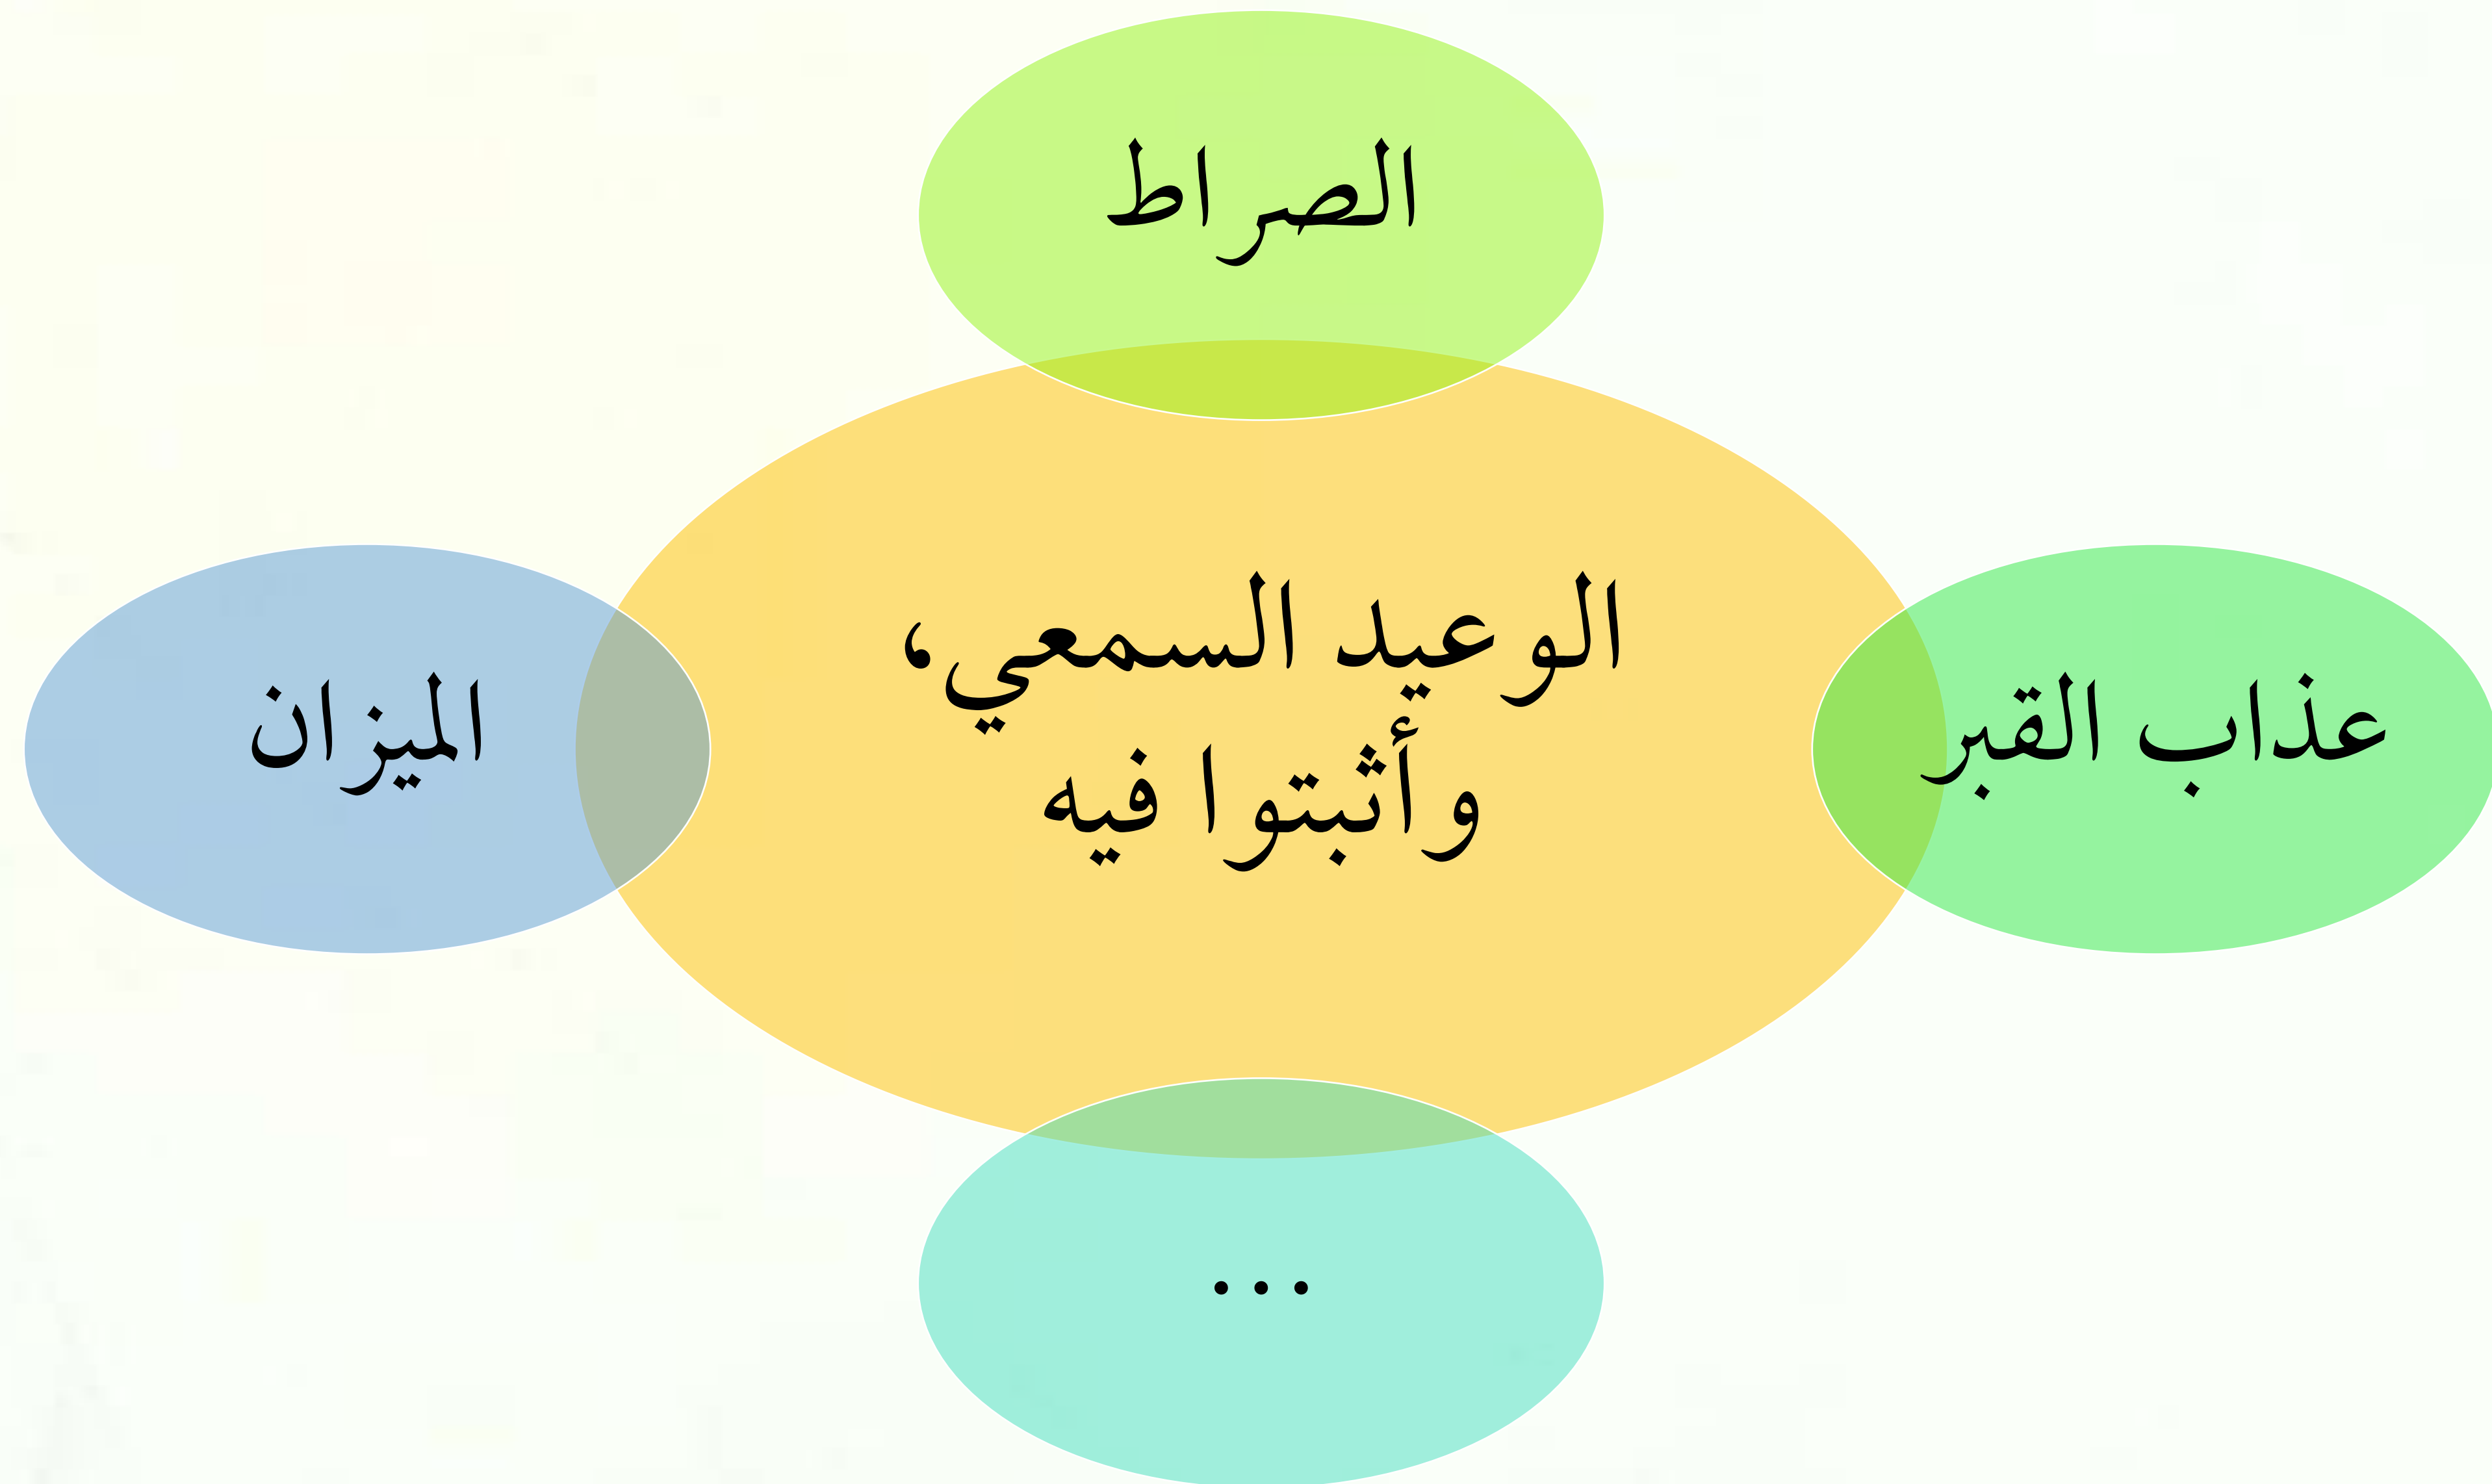 الصراط
الوعيد السمعي،
وأثبتوا فيه
عذاب القبر
الميزان
...